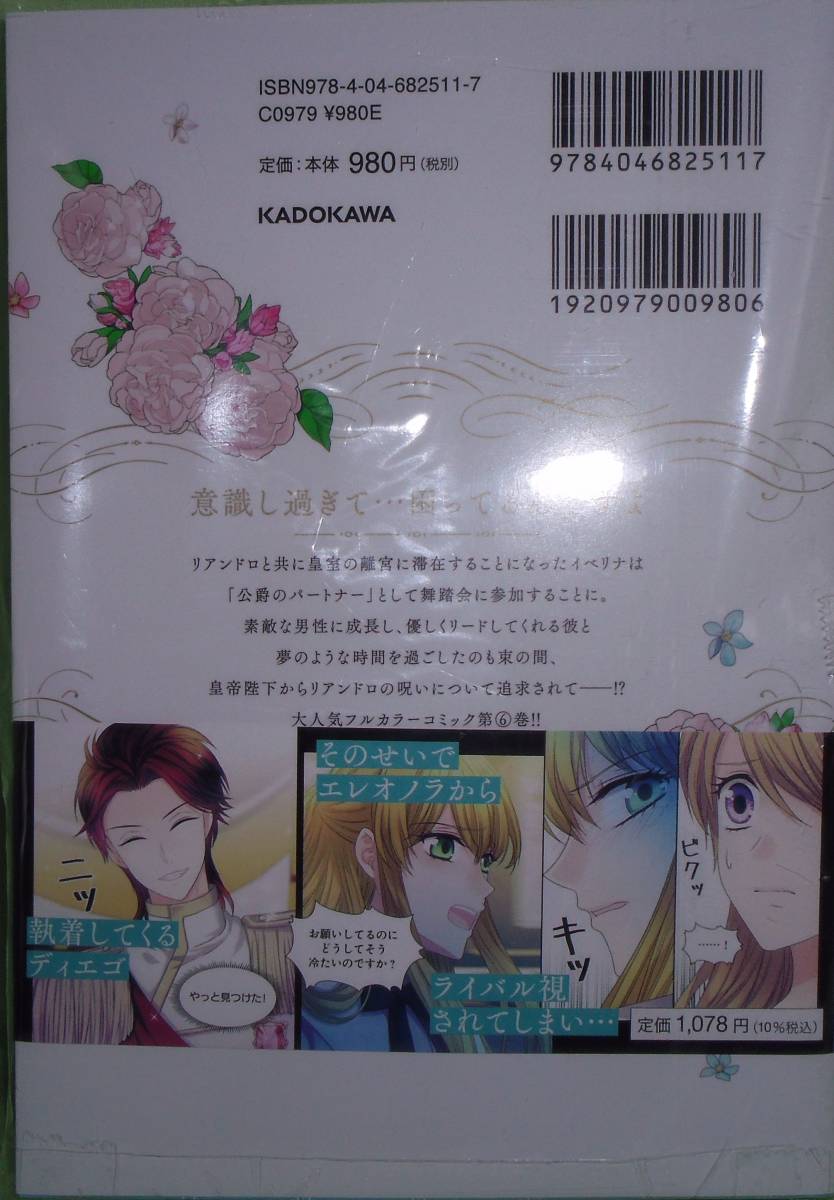 ISBN978-4-04-682511-7
C0979 ¥980E
定価：本体 980円（税別）
KADOKAWA
9784046825117
1920979009806
意識し過ぎて…困って
リアンドロと共に皇室の離宮に滞在することになったイベリナは
「公爵のパートナー」として舞踏会に参加することに。
素敵な男性に成長し、優しくリードしてくれる彼と
夢のような時間を過ごしたのも束の間、
皇帝陛下からリアンドロの呪いについて追求されて――!?
大人気フルカラーコミック第⑥巻!!
ニッ
執着してくる
ディエゴ
やっと見つけた!
そのせいで
エレオノラから
お願いしてるのに
どうしてそう
冷たいのですか?
キッ
ライバル視
されてしまい…
ビクッ
……!
定価 1,078円（10%税込）